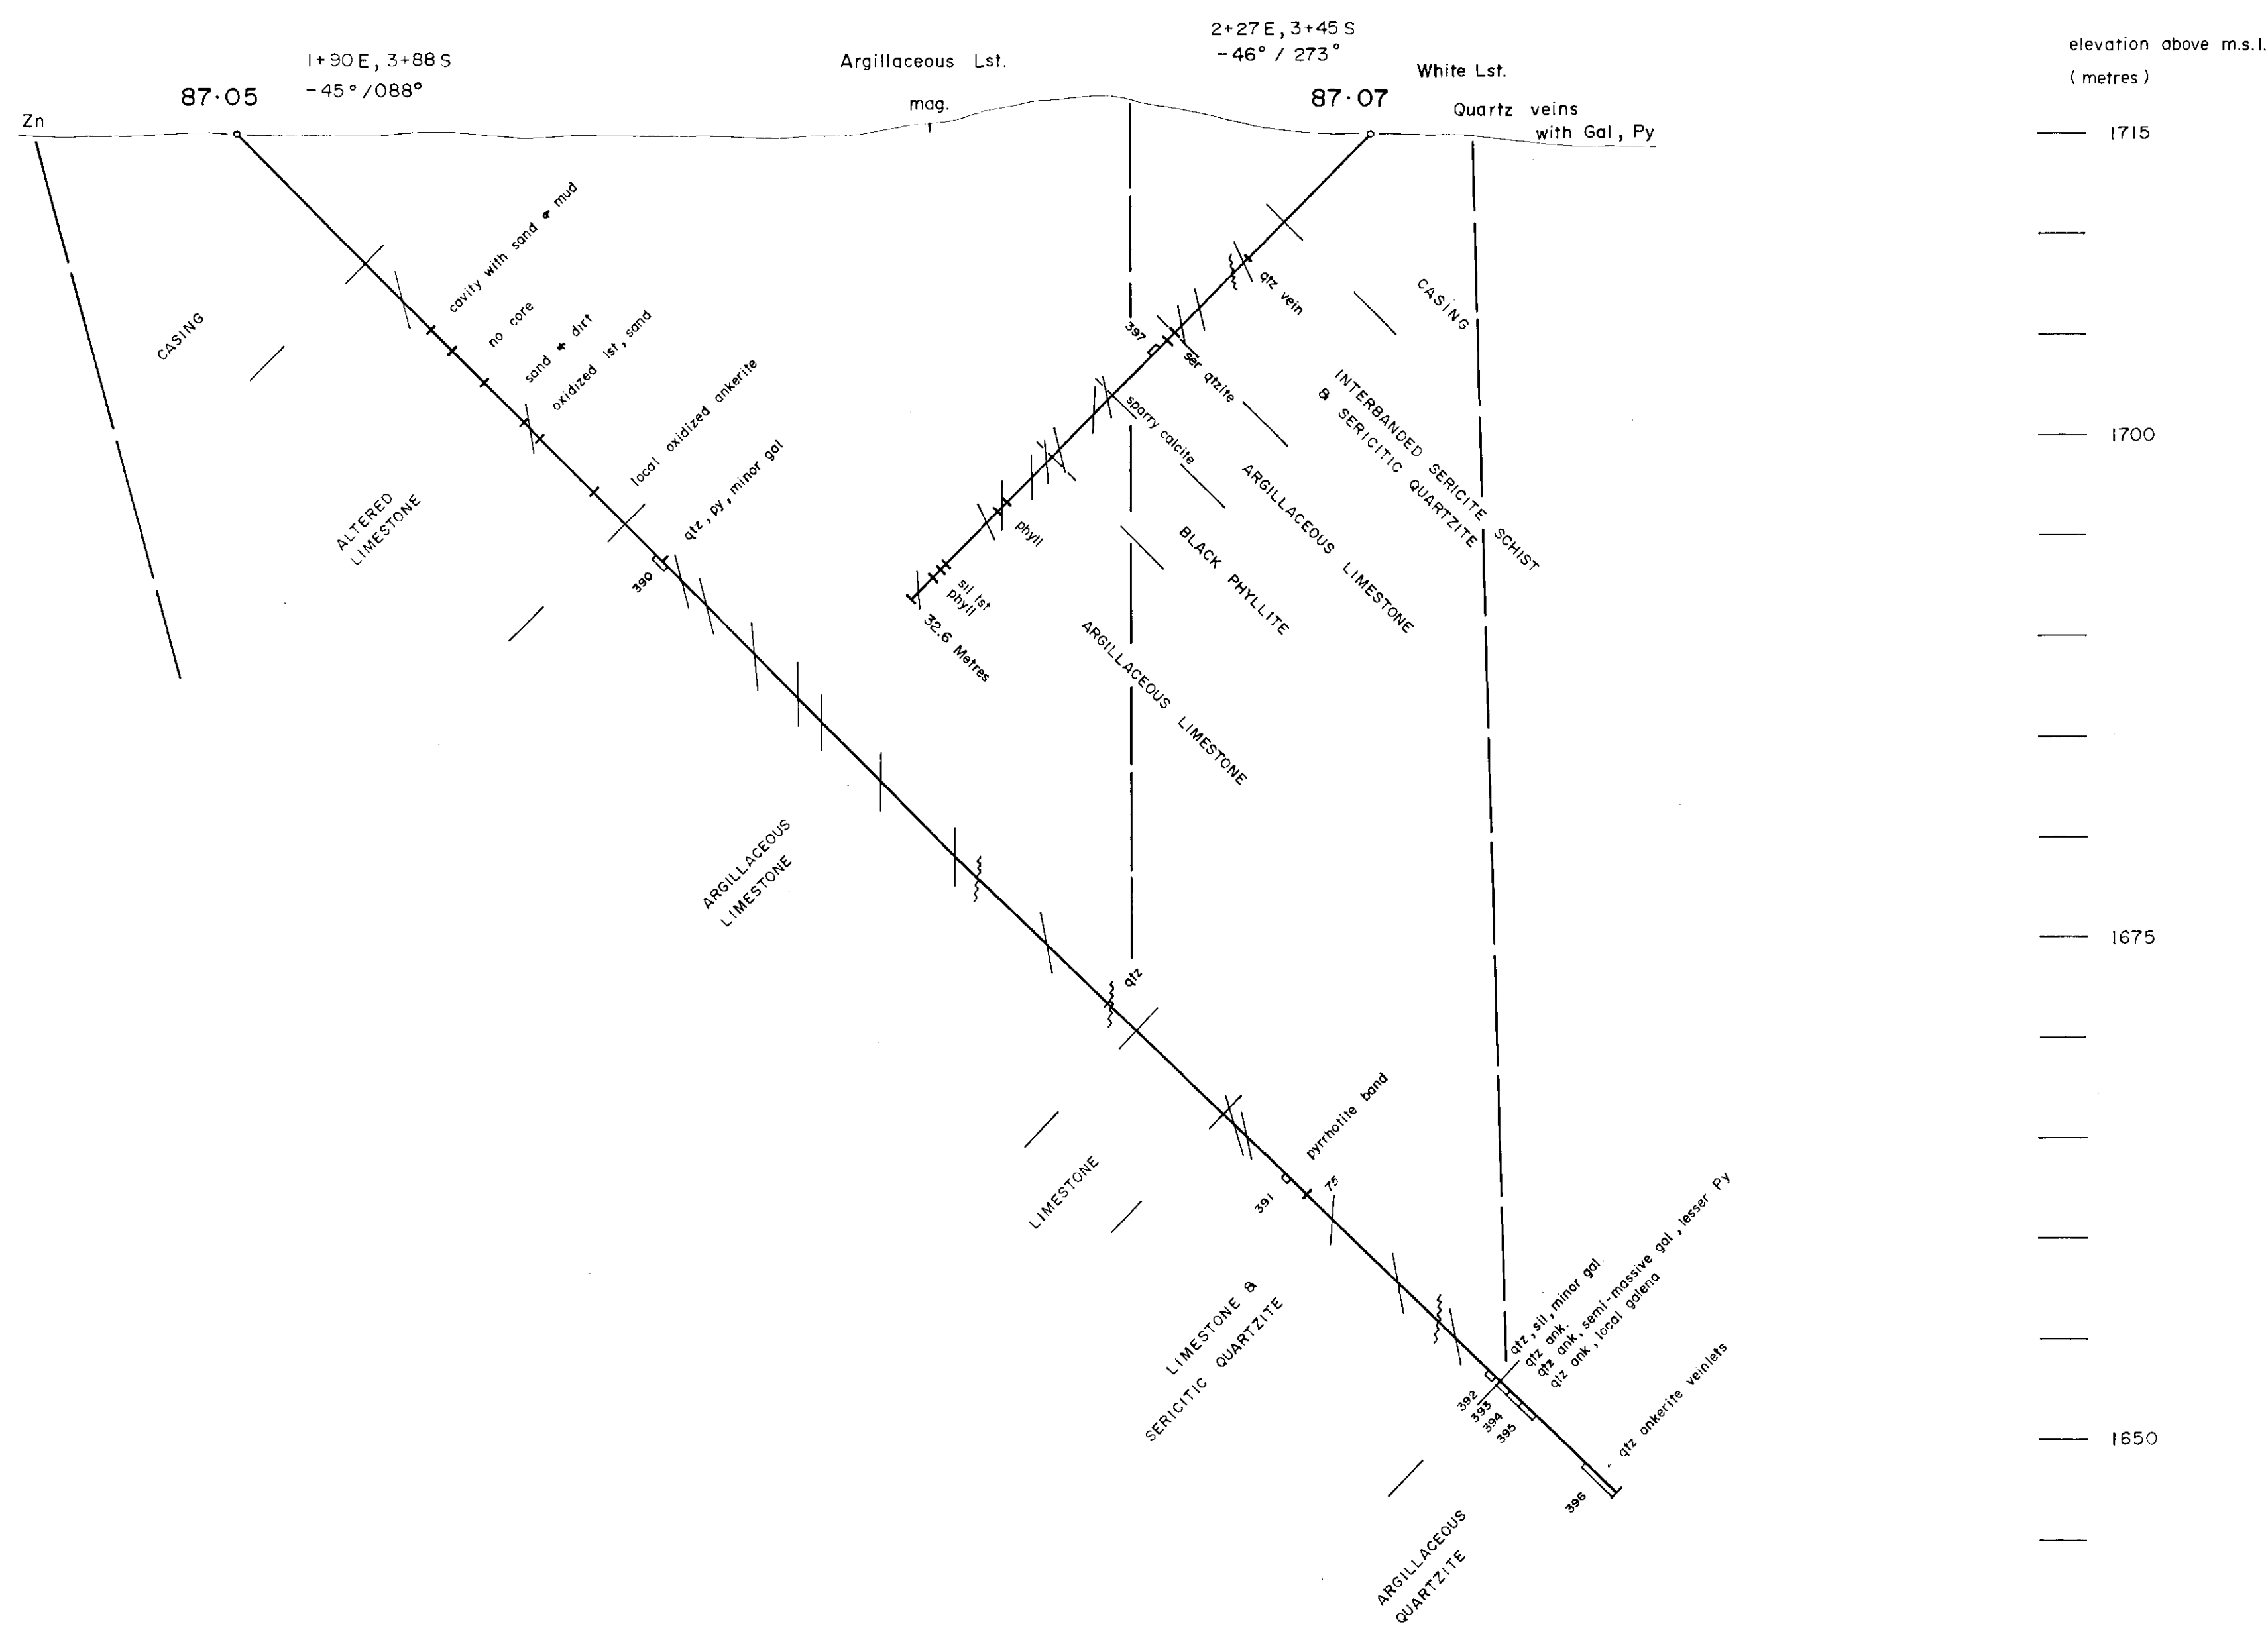 2+27E, 3+45S
-46° / 273°
elevation above m.s.l.
(metres)
1+90E, 3+88S
-45°/088°
Argillaceous Lst.
White Lst.
87·05
87·07
mag.
Quartz veins
with Gal, Py
Zn
1715
1700
1675
1650
CASING
cavity with sand & mud
no core
sand & dirt
oxidized lst, sand
local oxidized ankerite
qtz, py, minor gal
390
ALTERED
LIMESTONE
ARGILLACEOUS
LIMESTONE
qtz
LIMESTONE
pyrrhotite band
391
75
LIMESTONE &
SERICITIC QUARTZITE
qtz, sil, minor gal.
qtz ank.
qtz ank, semi-massive gal, lesser Py
qtz ank, local galena
392
393
394
395
qtz ankerite veinlets
396
ARGILLACEOUS
QUARTZITE
CASING
qtz vein
397
ser qtzite
INTERBANDED SERICITE SCHIST
& SERICITIC QUARTZITE
sparry calcite
ARGILLACEOUS LIMESTONE
BLACK PHYLLITE
phyll
ARGILLACEOUS LIMESTONE
sil lst
phyll
32.6 Metres